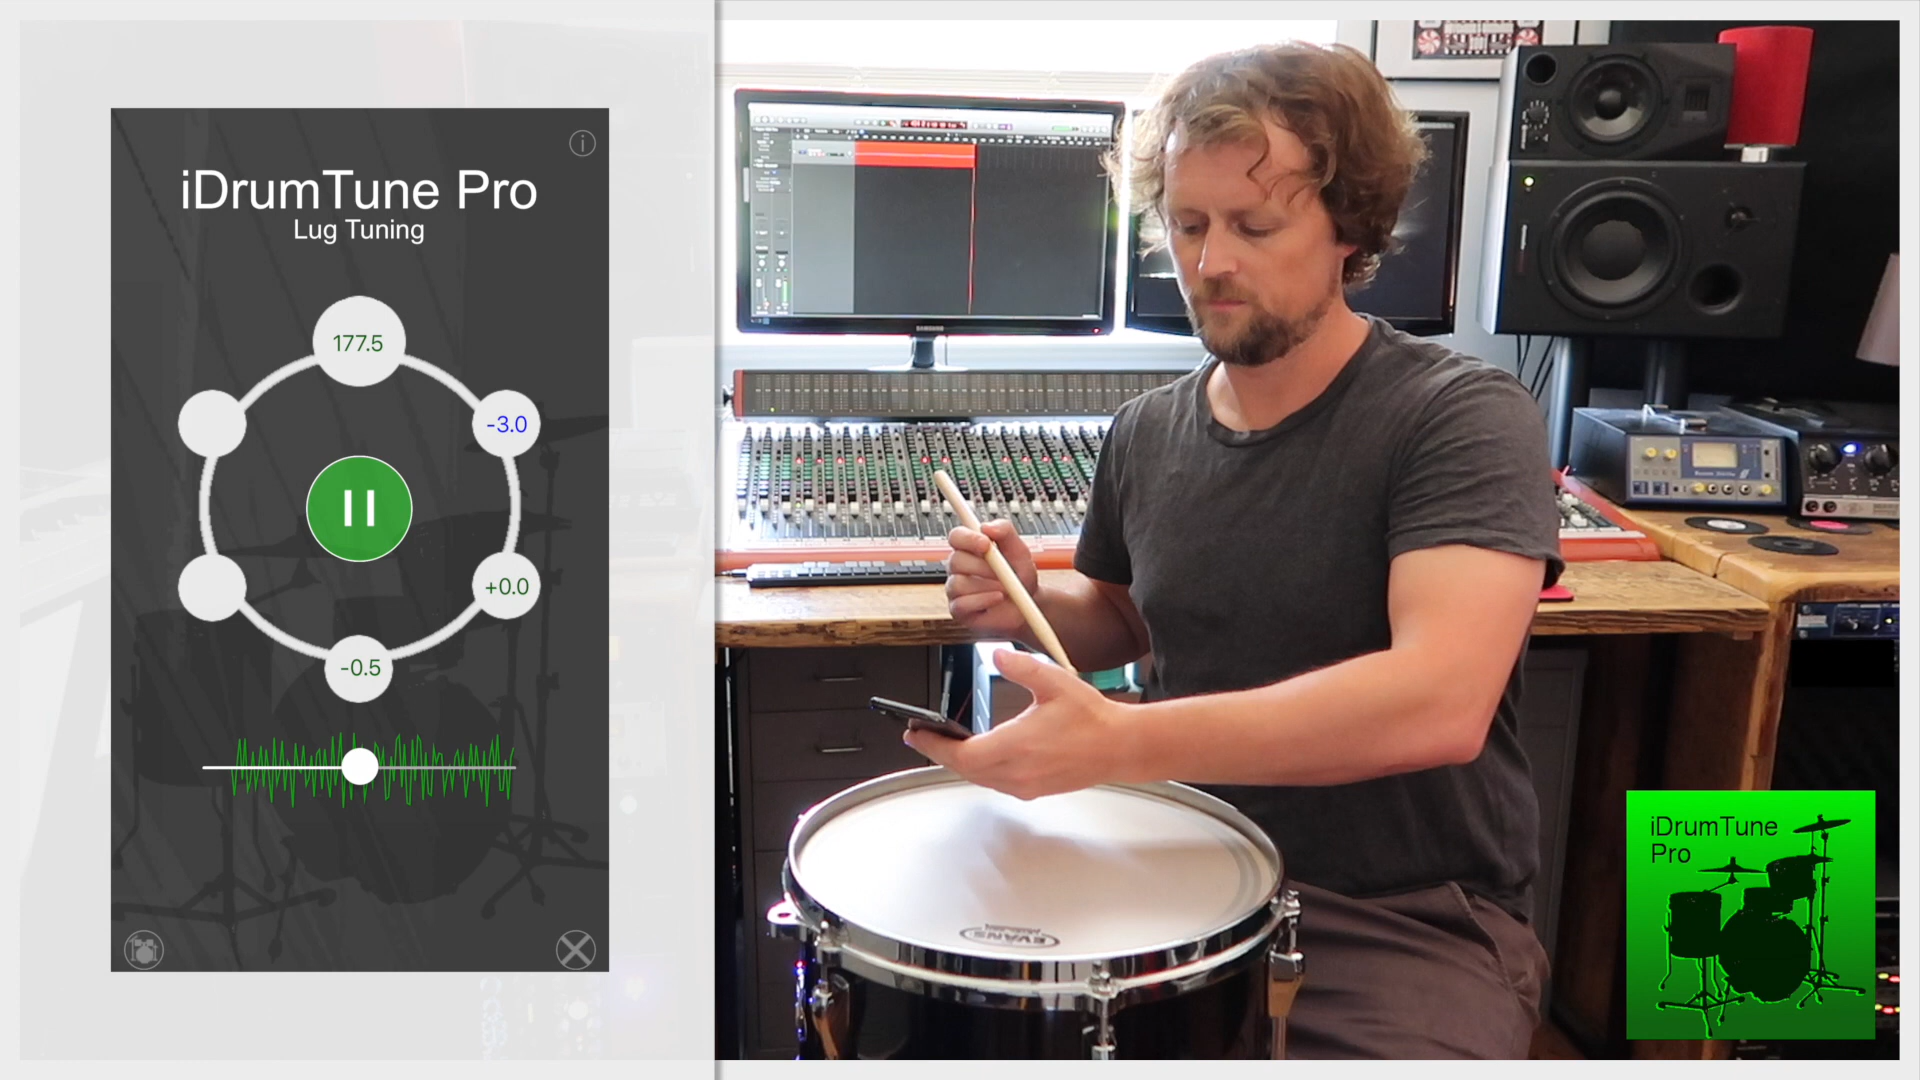 iDrumTune Pro
Lug Tuning
177.5
-3.0
+0.0
-0.5
SAMSUNG
EVANS
iDrumTune
Pro